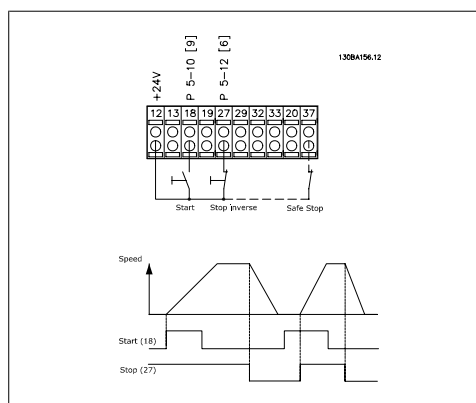 130BA156.12
+24V
P 5-10 [9]
P 5-12 [6]
12 13 18 19 27 29 32 33 20 37
Start Stop inverse Safe Stop
Speed
Start (18)
Stop (27)